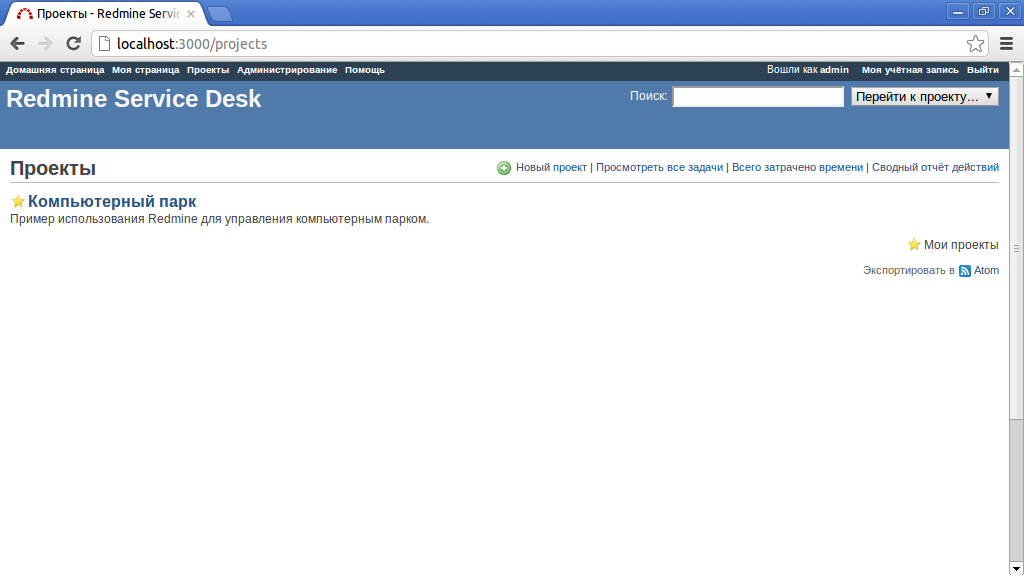 Проекты - Redmine Servic
localhost:3000/projects
Домашняя страница Моя страница Проекты Администрирование Помощь Вошли как admin Моя учётная запись Выйти
Redmine Service Desk Поиск: Перейти к проекту...
Проекты Новый проект | Просмотреть все задачи | Всего затрачено времени | Сводный отчёт действий
Компьютерный парк
Пример использования Redmine для управления компьютерным парком.
Мои проекты
Экспортировать в Atom